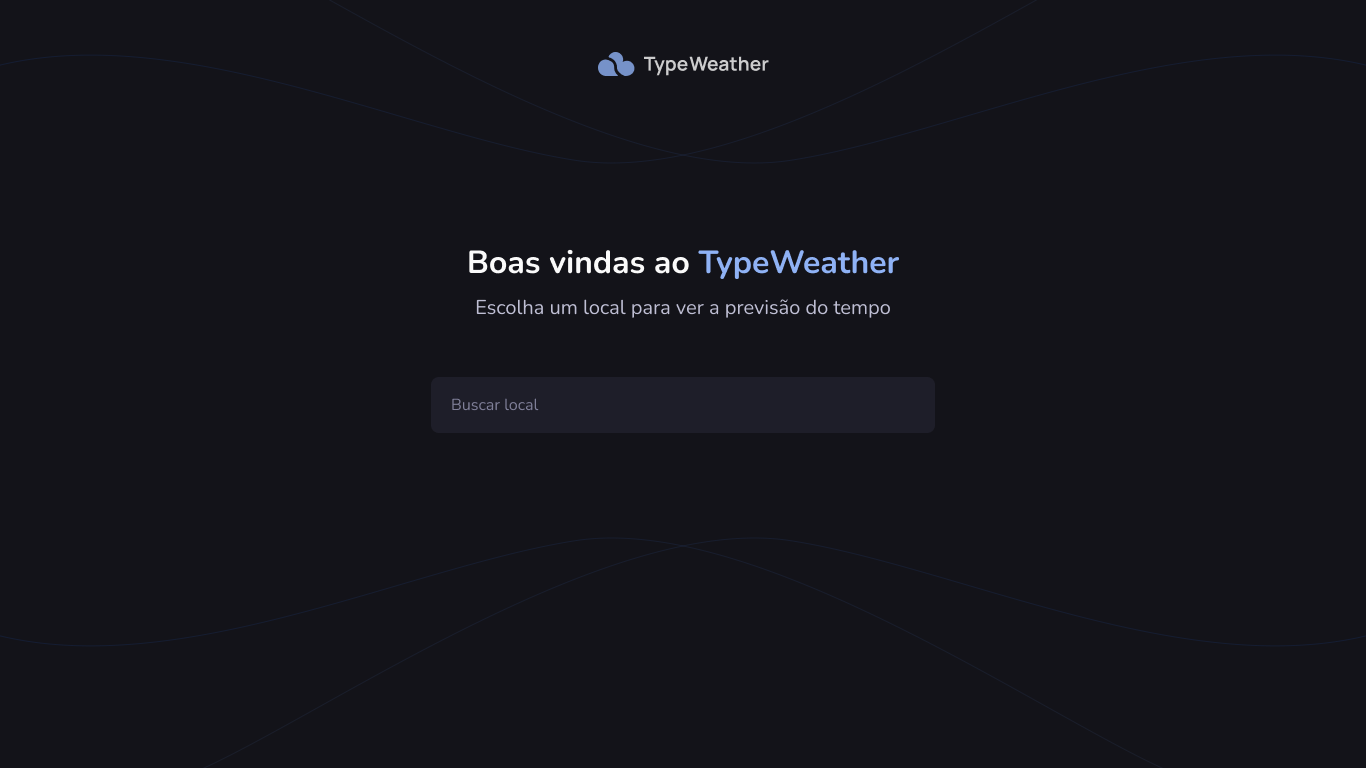 TypeWeather
Boas vindas ao TypeWeather
Escolha um local para ver a previsão do tempo
Buscar local